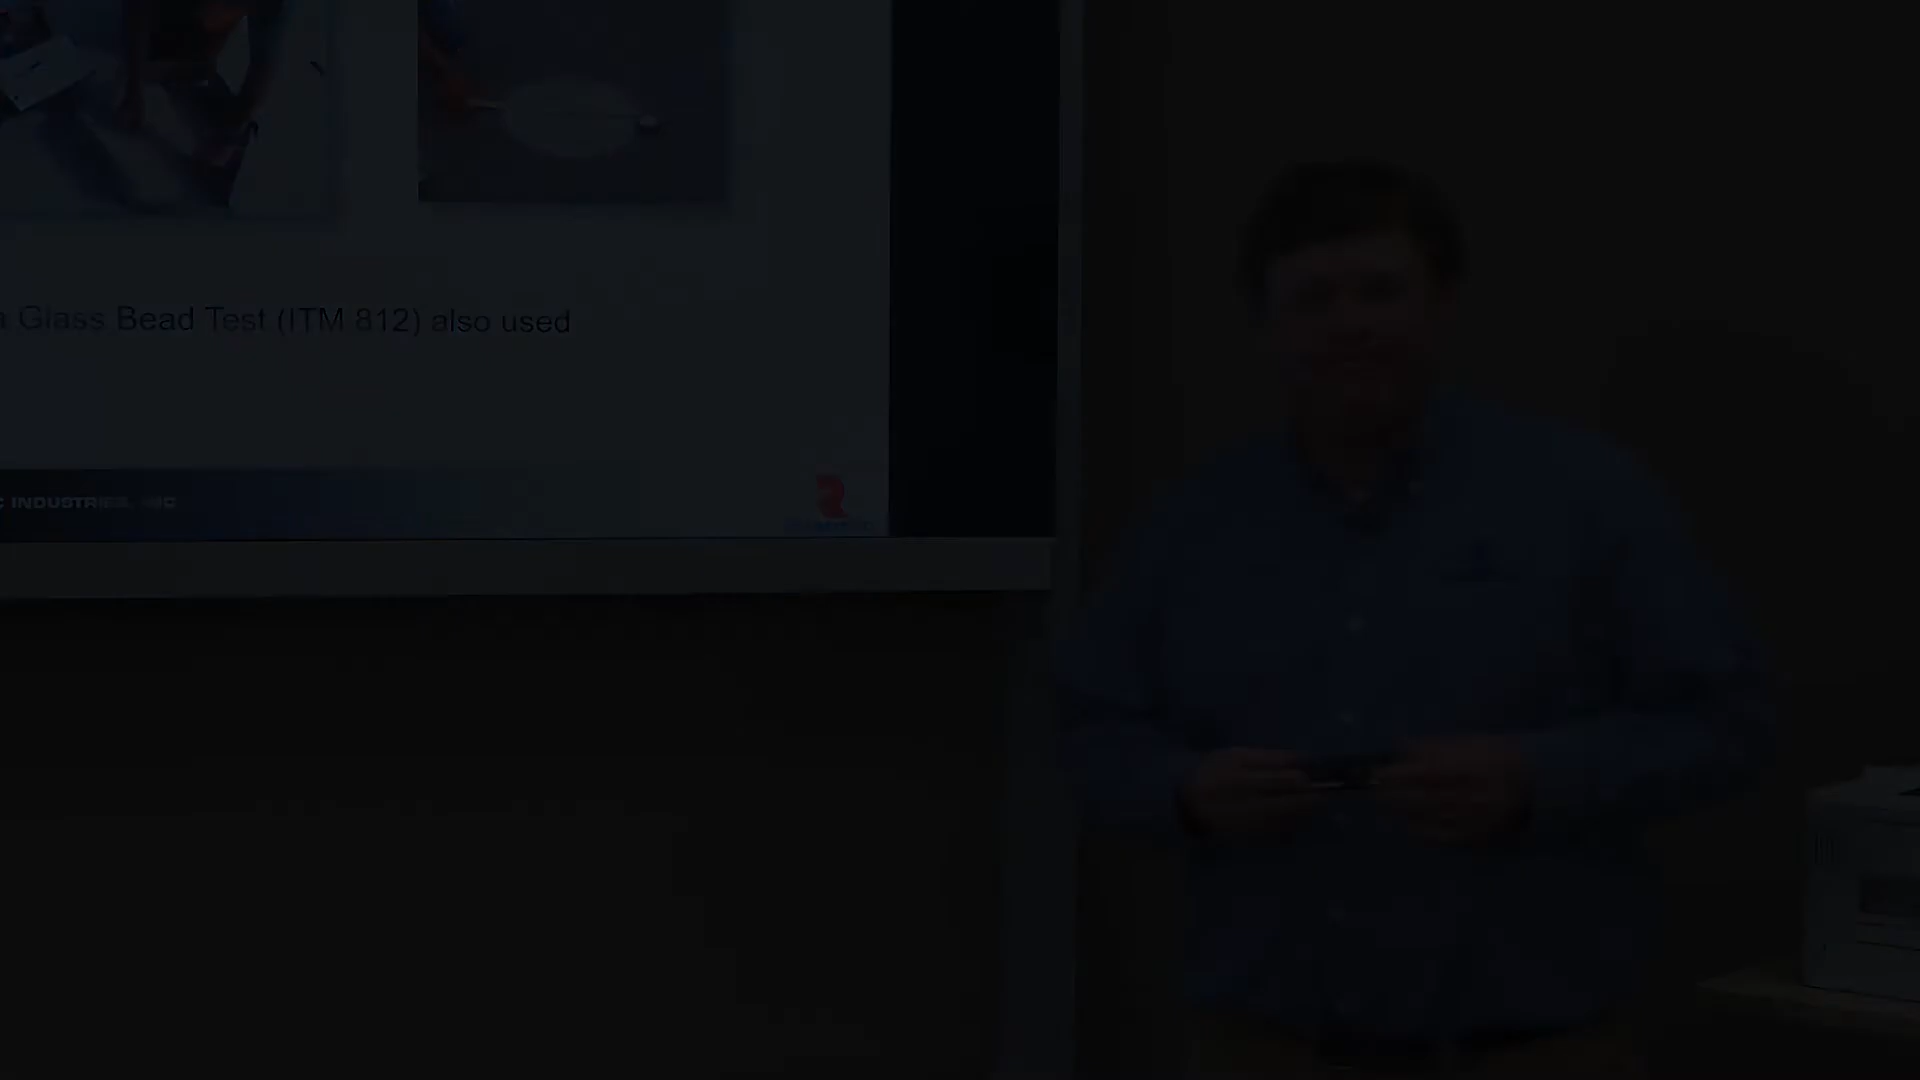 a Glass Bead Test (ITM 812) also used
C INDUSTRIES, INC